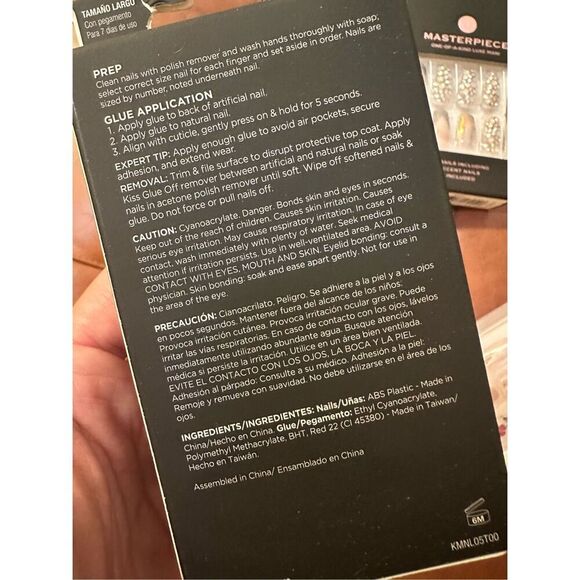 TAMAÑO LARGO
Con pegamento
Para 7 días de uso
PREP
Clean nails with polish remover and wash hands thoroughly with soap,
select correct size nail for each finger and set aside in order. Nails are
sized by number, noted underneath nail.
GLUE APPLICATION
1. Apply glue to back of artificial nail.
2. Apply glue to natural nail.
3. Align with cuticle, gently press on & hold for 5 seconds.
EXPERT TIP: Apply enough glue to avoid air pockets, secure
adhesion, and extend wear.
REMOVAL: Trim & file surface to disrupt protective top coat. Apply
Kiss Glue Off remover between artificial and natural nails or soak
nails in acetone polish remover until soft. Wipe off softened nails &
glue. Do not force or pull nails off.
CAUTION: Cyanoacrylate. Danger. Bonds skin and eyes in seconds.
Keep out of the reach of children. Causes skin irritation. Causes
serious eye irritation. May cause respiratory irritation. In case of eye
contact, wash immediately with plenty of water. Seek medical
attention if irritation persists. Use in well-ventilated area. AVOID
CONTACT WITH EYES, MOUTH AND SKIN. Eyelid bonding: consult a
physician. Skin bonding: soak and ease apart gently. Not for use in
the area of the eye.
PRECAUCIÓN: Cianoacrilato. Peligro. Se adhiere a la piel y a los ojos
en pocos segundos. Mantener fuera del alcance de los niños.
Provoca irritación cutánea. Provoca irritación ocular grave. Puede
irritar las vías respiratorias. En caso de contacto con los ojos, lávelos
inmediatamente utilizando abundante agua. Busque atención
médica si persiste la irritación. Utilice en un área bien ventilada.
EVITE EL CONTACTO CON LOS OJOS, LA BOCA Y LA PIEL.
Adhesión al párpado: Consulte a su médico. Adhesión a la piel:
Remoje y remueva con suavidad. No debe utilizarse en el área de los
ojos.
INGREDIENTS/INGREDIENTES: Nails/Uñas: ABS Plastic - Made in
China/Hecho en China. Glue/Pegamento: Ethyl Cyanoacrylate,
Polymethyl Methacrylate, BHT, Red 22 (CI 45380) - Made in Taiwan/
Hecho en Taiwán.
Assembled in China/ Ensamblado en China
6M
KMNL05T00
MASTERPIECE
ONE-OF-A-KIND LUXE MANI
NAILS INCLUDING
CENT NAILS
INCLUDED